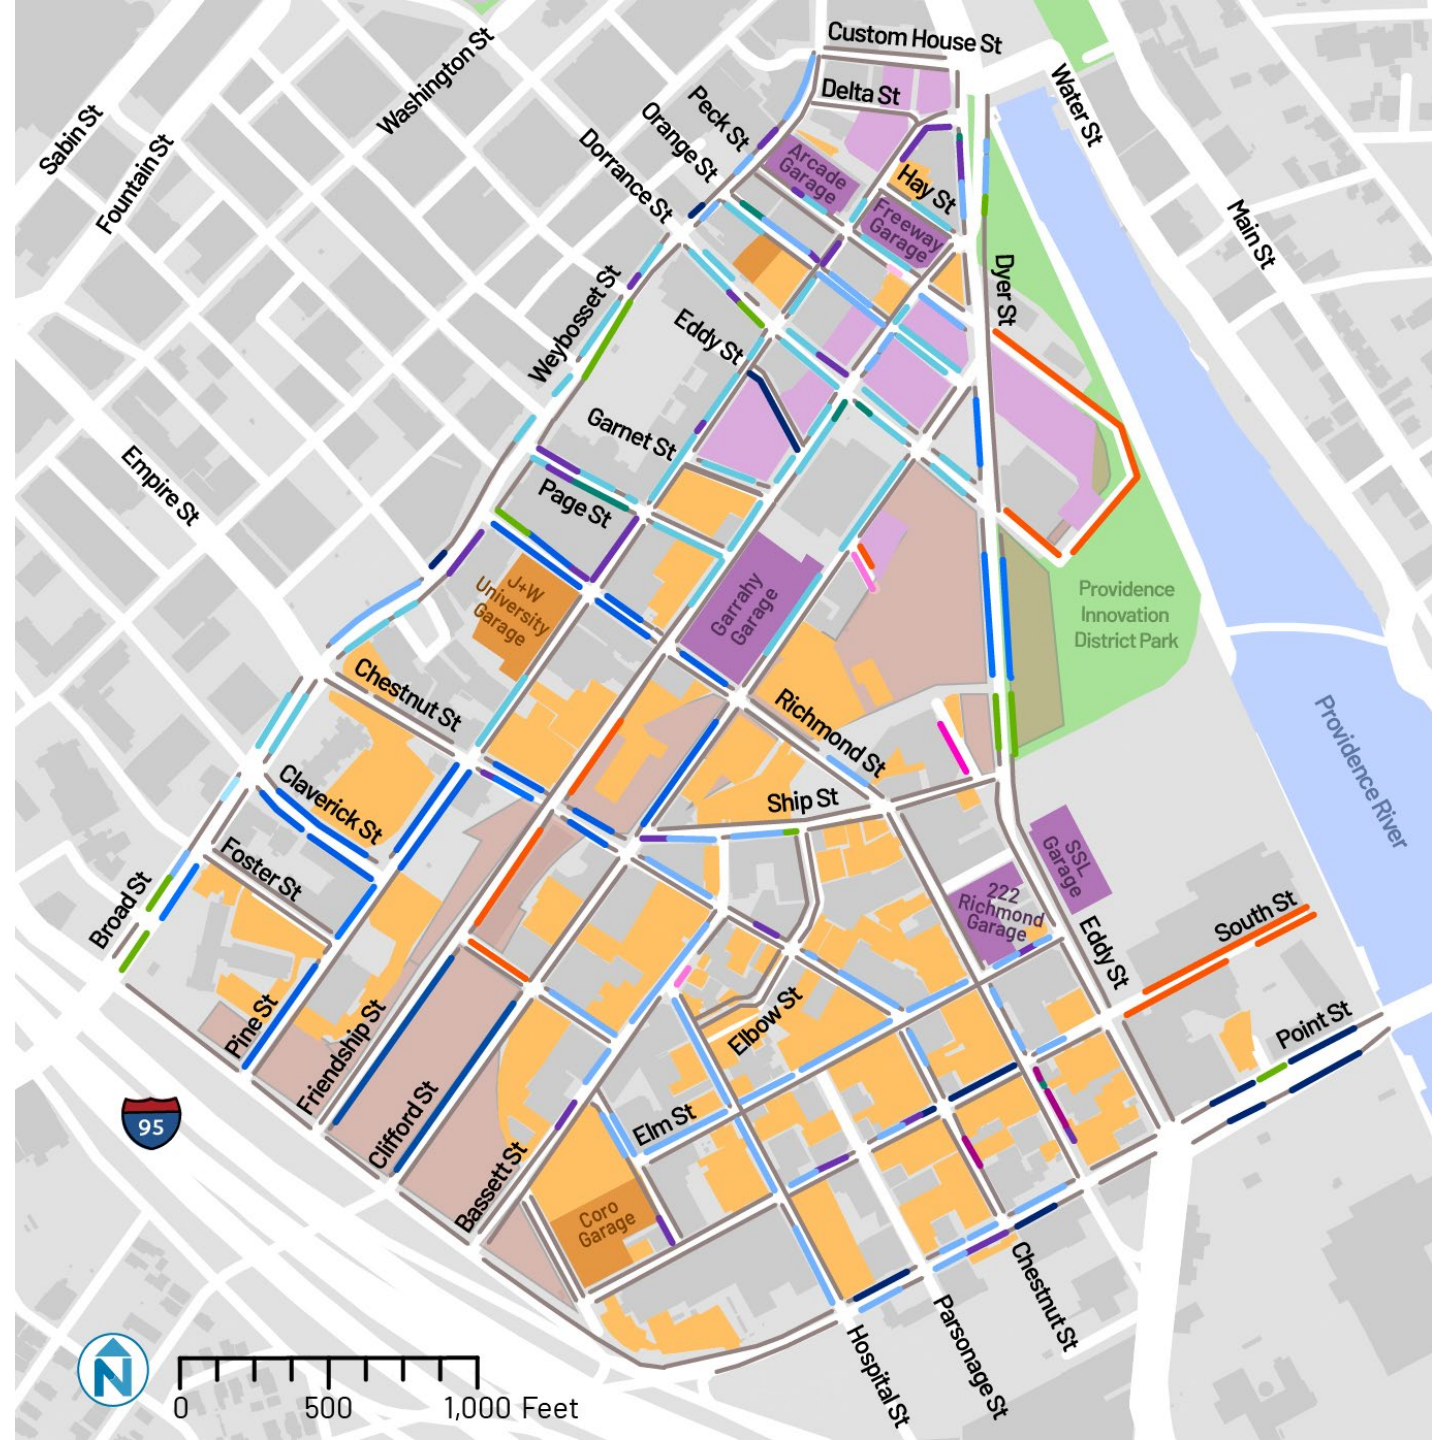 Custom House St
Washington St
Water St
Delta St
Peck St
Orange St
Sabin St
Fountain St
Dorrance St
Arcade
Garage
Hay St
Freeway
Garage
Main St
Dyer St
Weybosset St
Eddy St
Garnet St
Empire St
Page St
J+W
University
Garage
Garrahy
Garage
Providence
Innovation
District Park
Chestnut St
Richmond St
Providence River
Claverick St
Ship St
Foster St
SSL
Garage
222
Richmond
Garage
Broad St
South St
Eddy St
Pine St
Friendship St
Elbow St
Point St
95
Clifford St
Elm St
Bassett St
Coro
Garage
Chestnut St
Parsonage St
Hospital St
N
0 500 1,000 Feet